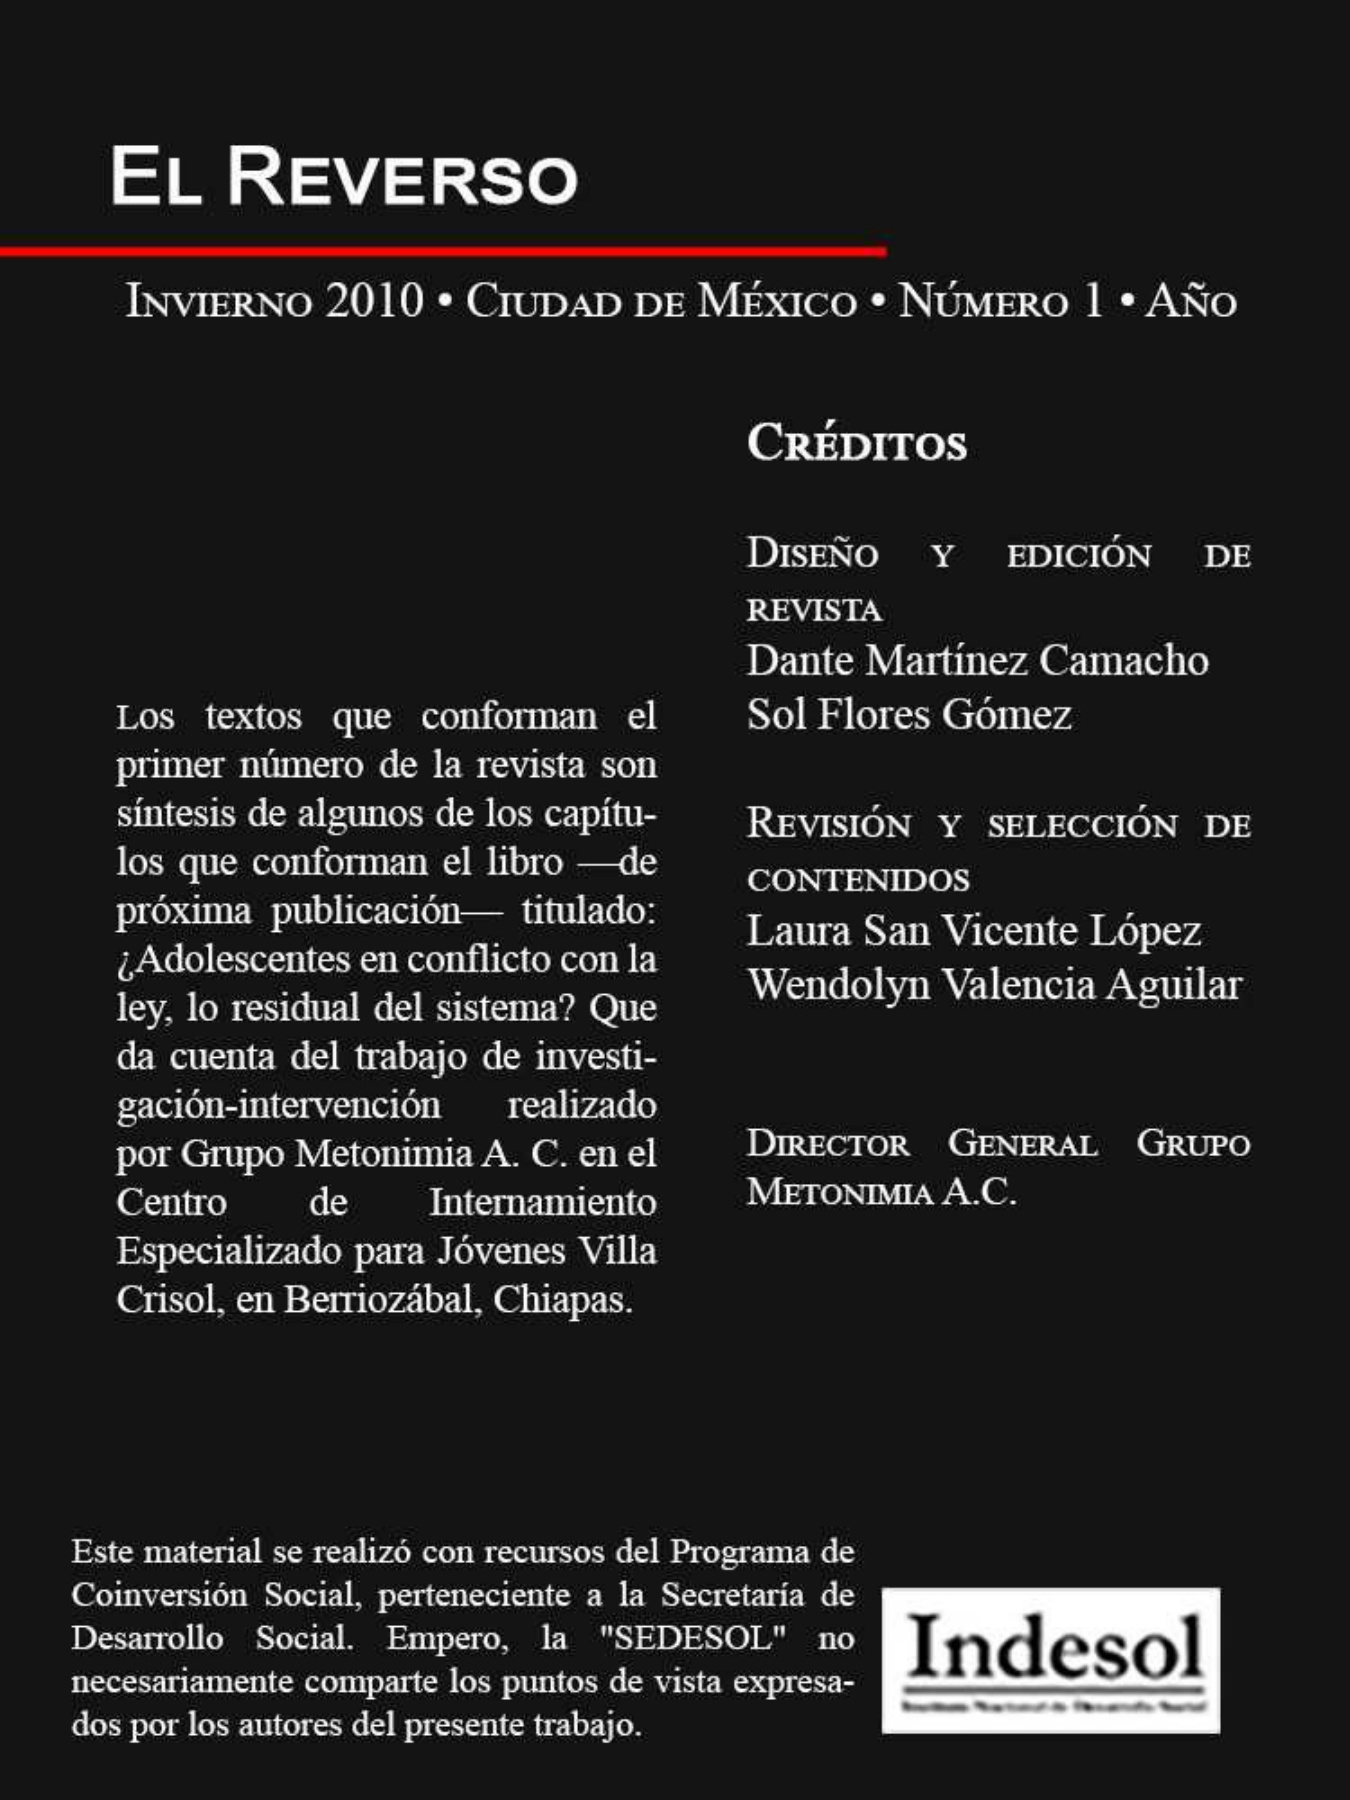 EL REVERSO
INVIERNO 2010 • CIUDAD DE MÉXICO • NÚMERO 1 • AÑO
Los textos que conforman el
primer número de la revista son
síntesis de algunos de los capítu-
los que conforman el libro —de
próxima publicación— titulado:
¿Adolescentes en conflicto con la
ley, lo residual del sistema? Que
da cuenta del trabajo de investi-
gación-intervención realizado
por Grupo Metonimia A. C. en el
Centro de Internamiento
Especializado para Jóvenes Villa
Crisol, en Berriozábal, Chiapas.
CRÉDITOS
DISEÑO Y EDICIÓN DE
REVISTA
Dante Martínez Camacho
Sol Flores Gómez
REVISIÓN Y SELECCIÓN DE
CONTENIDOS
Laura San Vicente López
Wendolyn Valencia Aguilar
DIRECTOR GENERAL GRUPO
METONIMIA A.C.
Este material se realizó con recursos del Programa de
Coinversión Social, perteneciente a la Secretaría de
Desarrollo Social. Empero, la "SEDESOL" no
necesariamente comparte los puntos de vista expresa-
dos por los autores del presente trabajo.
Indesol
Instituto Nacional de Desarrollo Social